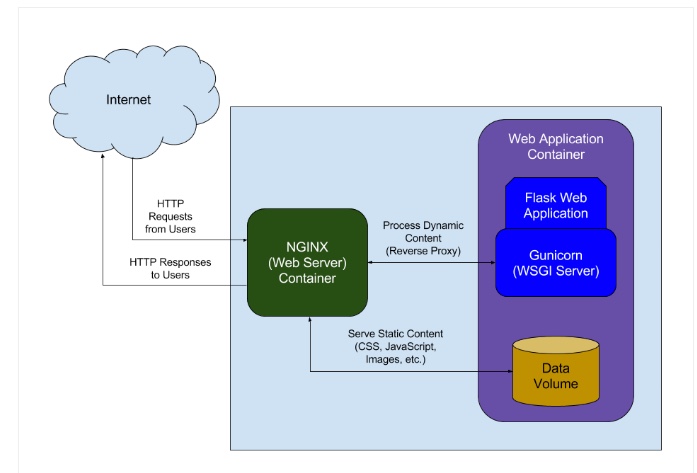 Internet
Web Application
Container
Flask Web
Application
HTTP
Requests
from Users
Process Dynamic
Content
(Reverse Proxy)
NGINX
(Web Server)
Container
Gunicorn
(WSGI Server)
HTTP Responses
to Users
Serve Static Content
(CSS, JavaScript,
Images, etc.)
Data
Volume